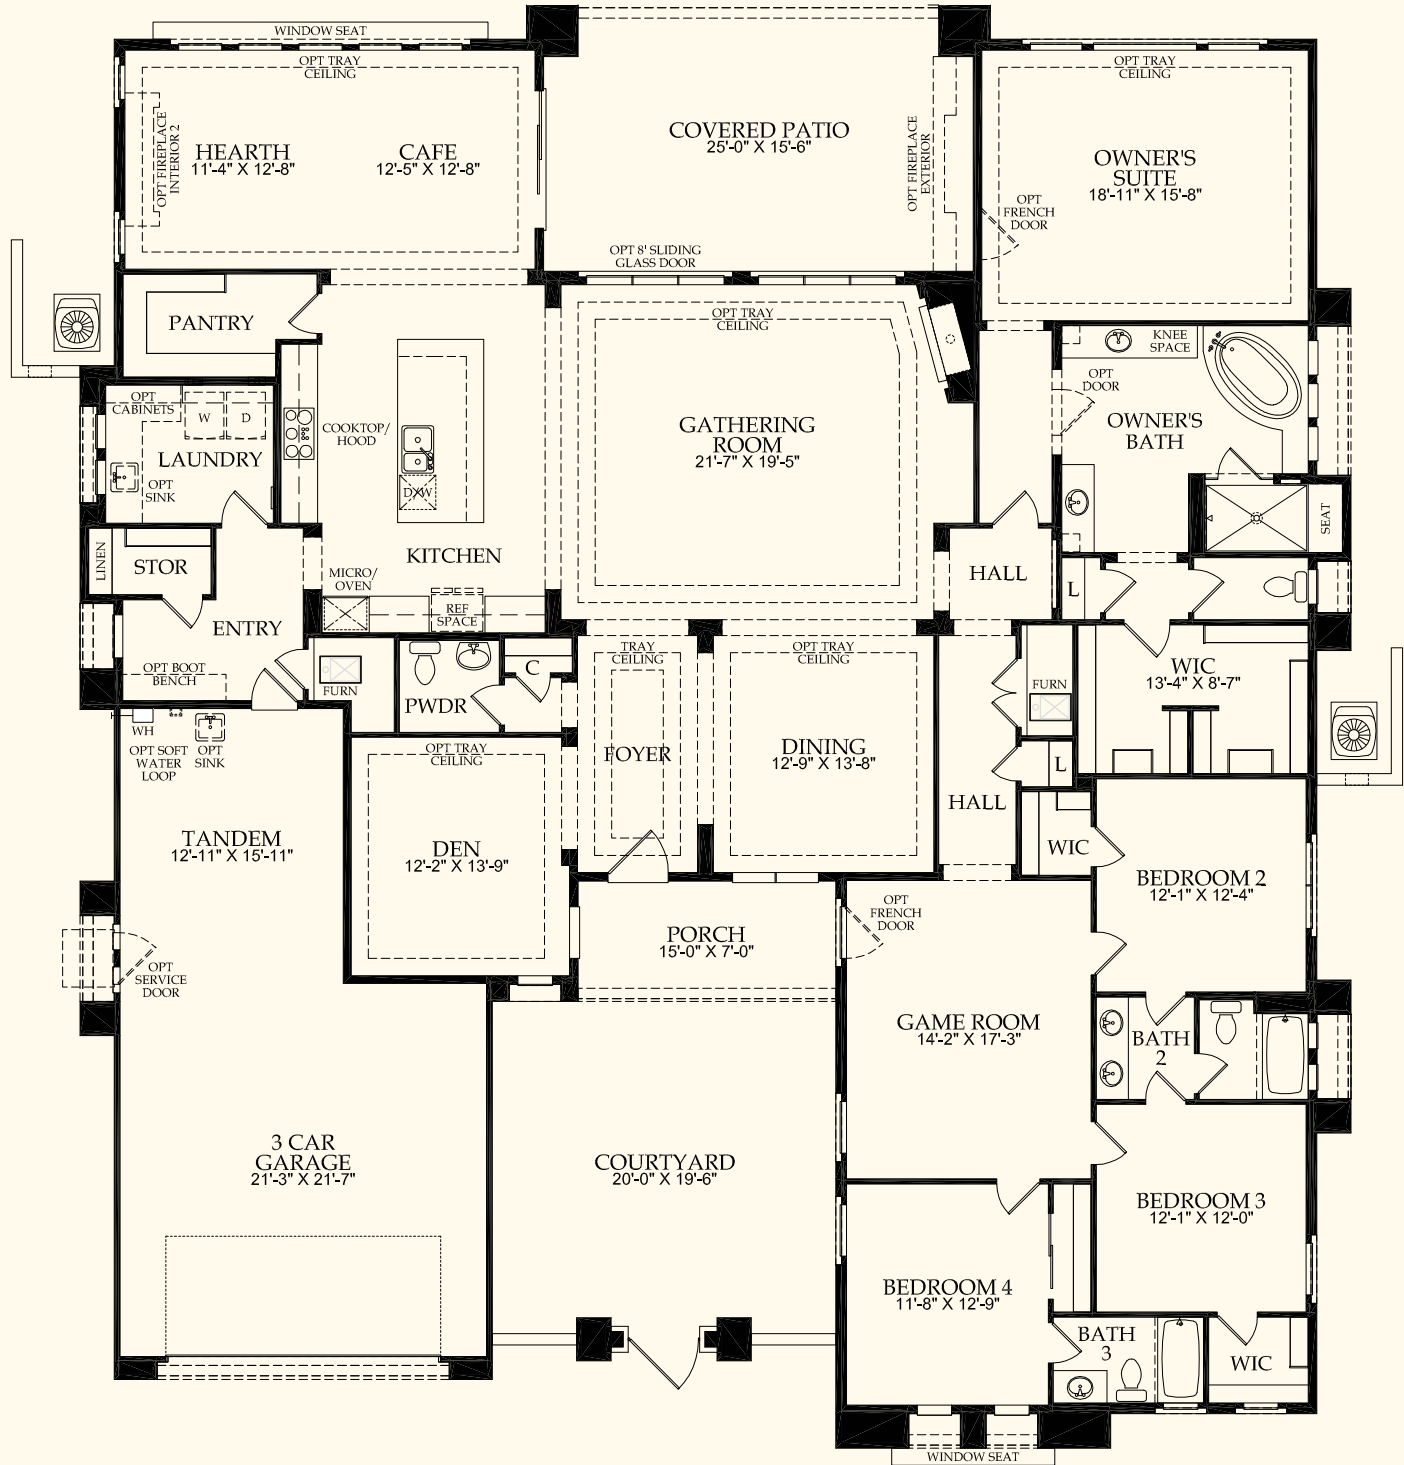 WINDOW SEAT
OPT TRAY
CEILING
OPT FIREPLACE
INTERIOR 2
HEARTH
11'-4" X 12'-8"
CAFE
12'-5" X 12'-8"
COVERED PATIO
25'-0" X 15'-6"
OPT FIREPLACE
EXTERIOR
OPT 8' SLIDING
GLASS DOOR
OPT TRAY
CEILING
OWNER'S
SUITE
18'-11" X 15'-8"
OPT
FRENCH
DOOR
PANTRY
OPT TRAY
CEILING
KNEE
SPACE
OPT
DOOR
OWNER'S
BATH
SEAT
OPT
CABINETS
W
D
LAUNDRY
OPT
SINK
COOKTOP/
HOOD
D/W
KITCHEN
GATHERING
ROOM
21'-7" X 19'-5"
LINEN
STOR
MICRO/
OVEN
REF
SPACE
HALL
L
ENTRY
OPT BOOT
BENCH
FURN
PWDR
C
TRAY
CEILING
FOYER
OPT TRAY
CEILING
DINING
12'-9" X 13'-8"
FURN
WIC
13'-4" X 8'-7"
L
HALL
WIC
WH
OPT SOFT
WATER
LOOP
OPT
SINK
TANDEM
12'-11" X 15'-11"
OPT TRAY
CEILING
DEN
12'-2" X 13'-9"
BEDROOM 2
12'-1" X 12'-4"
OPT
SERVICE
DOOR
PORCH
15'-0" X 7'-0"
OPT
FRENCH
DOOR
GAME ROOM
14'-2" X 17'-3"
BATH
2
3 CAR
GARAGE
21'-3" X 21'-7"
COURTYARD
20'-0" X 19'-6"
BEDROOM 3
12'-1" X 12'-0"
BEDROOM 4
11'-8" X 12'-9"
BATH
3
WIC
WINDOW SEAT